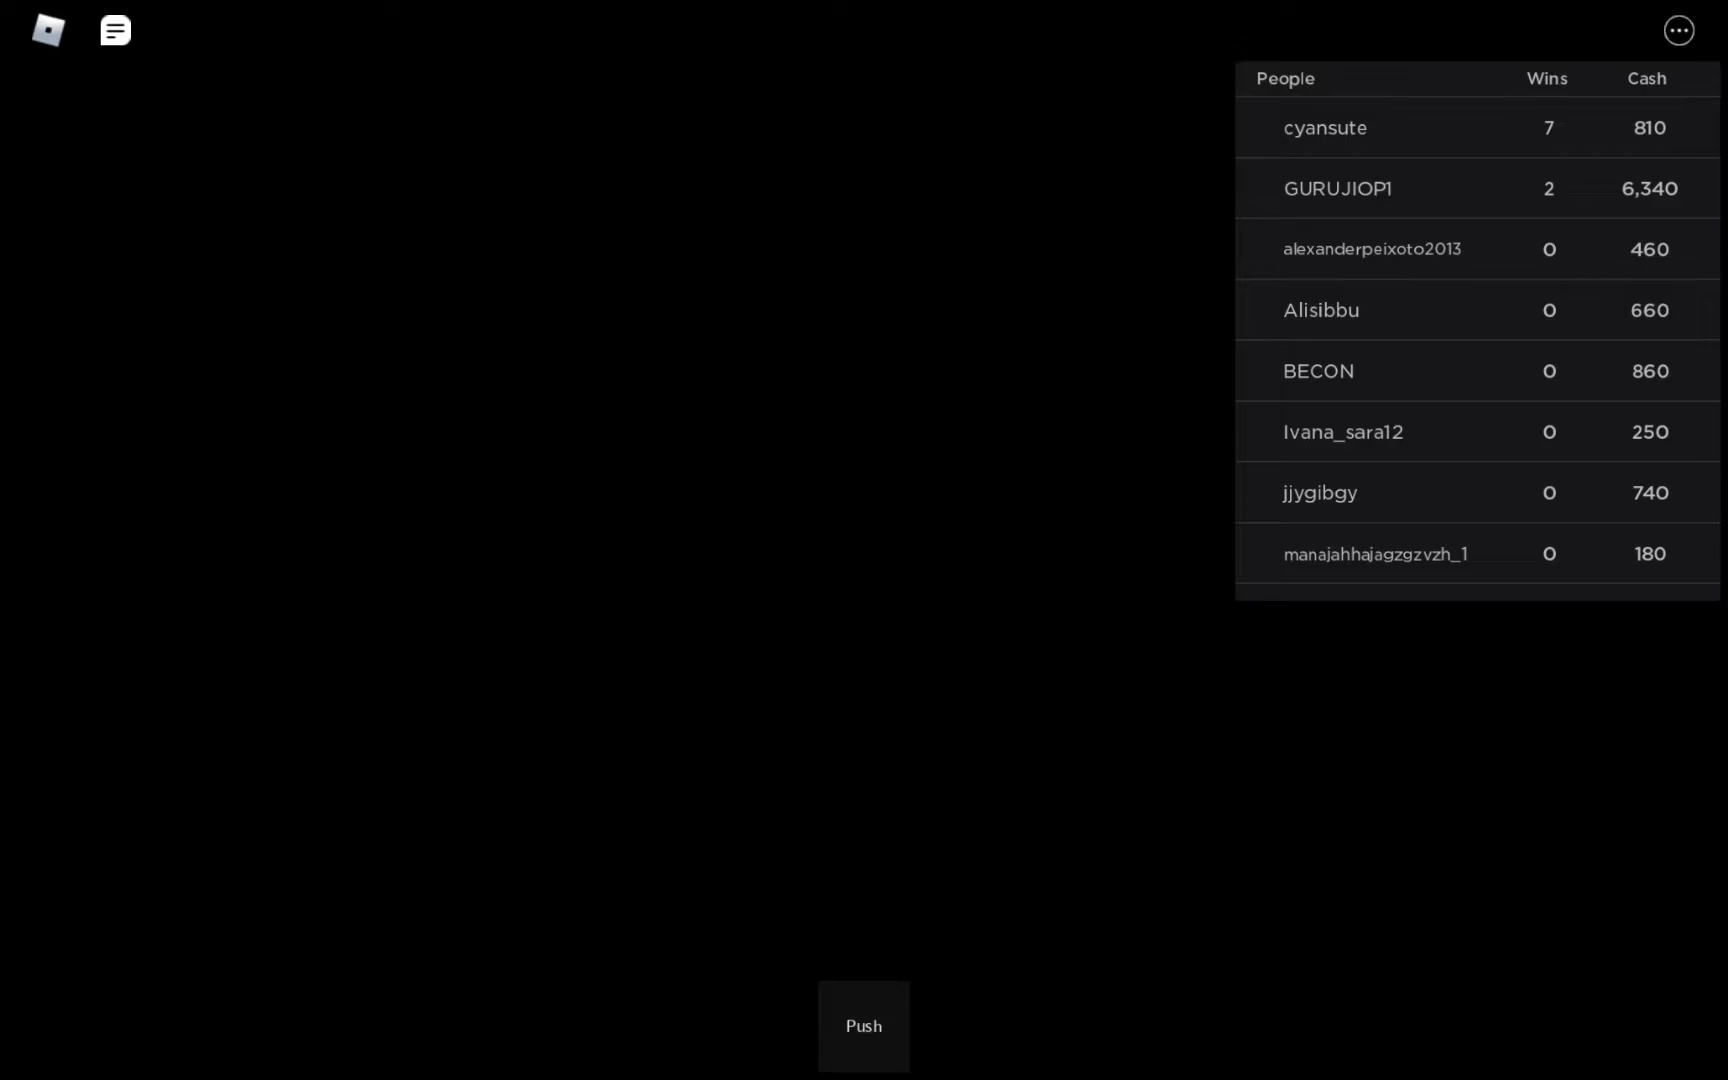 People Wins Cash
cyansute 7 810
GURUJIOP1 2 6,340
alexanderpeixoto2013 0 460
Alisibbu 0 660
BECON 0 860
Ivana_sara12 0 250
jjygibgy 0 740
manajahhajagzgzvzh_1 0 180
Push